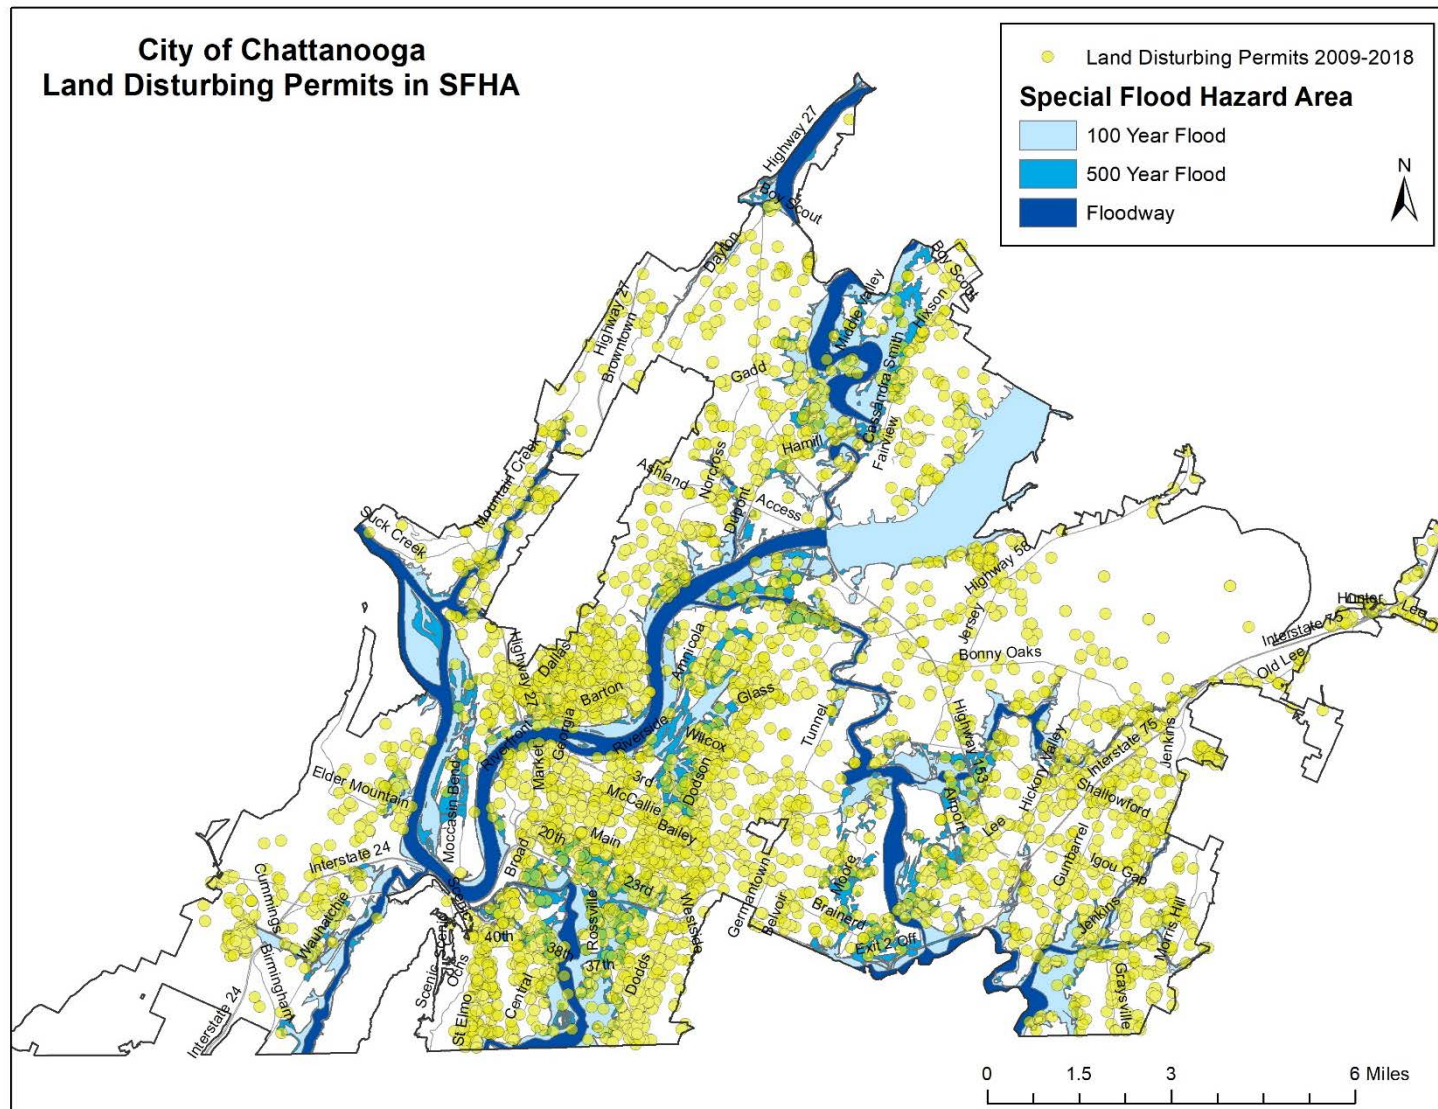 City of Chattanooga
Land Disturbing Permits in SFHA
Land Disturbing Permits 2009-2018
Special Flood Hazard Area
100 Year Flood
500 Year Flood
Floodway
N
Highway 27
Boy Scout
Dayton
Boy Scout
Middle Valley
Hixson
Highway 27
Browntown
Cassandra Smith
Gadd
Fairview
Hamill
Mountain Creek
Ashland
Norcross
Dupont
Access
Suck Creek
Highway 58
Jersey
Hunter
Lee
Interstate 75
Old Lee
Bonny Oaks
Highway 27
Dallas
Barton
Amnicola
Glass
Tunnel
Highway 153
Hickory Valley
Interstate 75
Jenkins
Riverfront
Market
Georgia
Riverside
Wilcox
3rd
Dodson
McCallie
Bailey
Main
20th
Broad
Elder Mountain
Moccasin Bend
Airport
Lee
Shallowford
Gunbarrel
Igou Gap
Interstate 24
Cummings
Wauhatchie
Birmingham
Interstate 24
Scenic
Scenic
Ochs
St Elmo
40th
38th
37th
Central
Rossville
23rd
Dodds
Westside
Germantown
Belvoir
Moore
Brainerd
Exit 2 Off
Jenkins
Morris Hill
Graysville
0 1.5 3 6 Miles